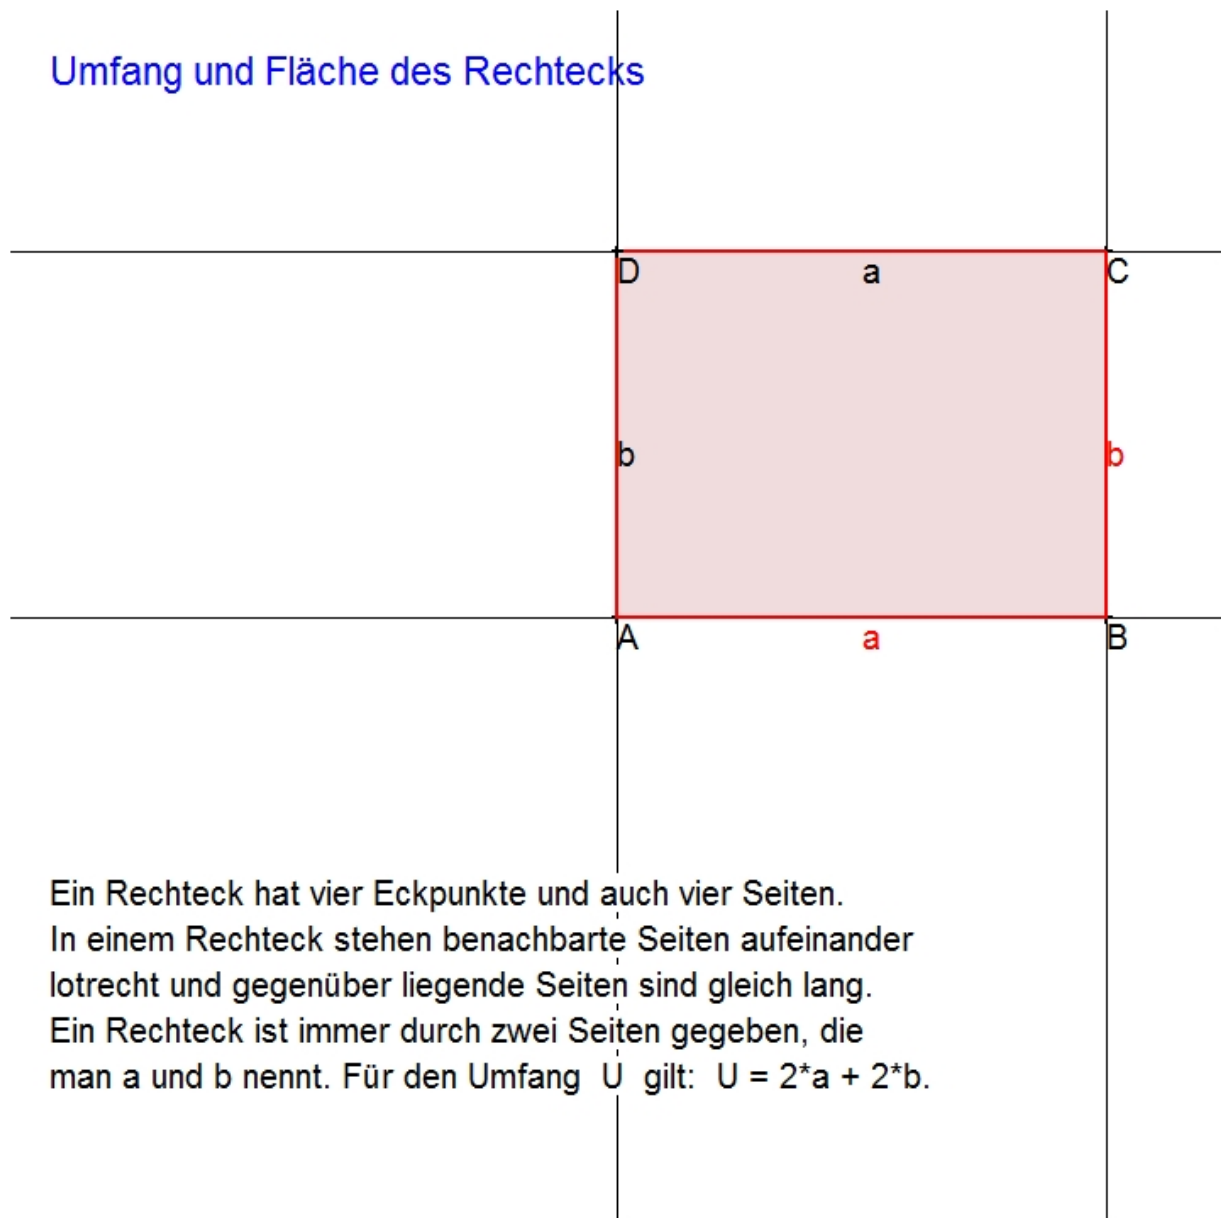 Umfang und Fläche des Rechtecks
D a C
b b
A a B
Ein Rechteck hat vier Eckpunkte und auch vier Seiten.
In einem Rechteck stehen benachbarte Seiten aufeinander
lotrecht und gegenüber liegende Seiten sind gleich lang.
Ein Rechteck ist immer durch zwei Seiten gegeben, die
man a und b nennt. Für den Umfang U gilt: U = 2*a + 2*b.